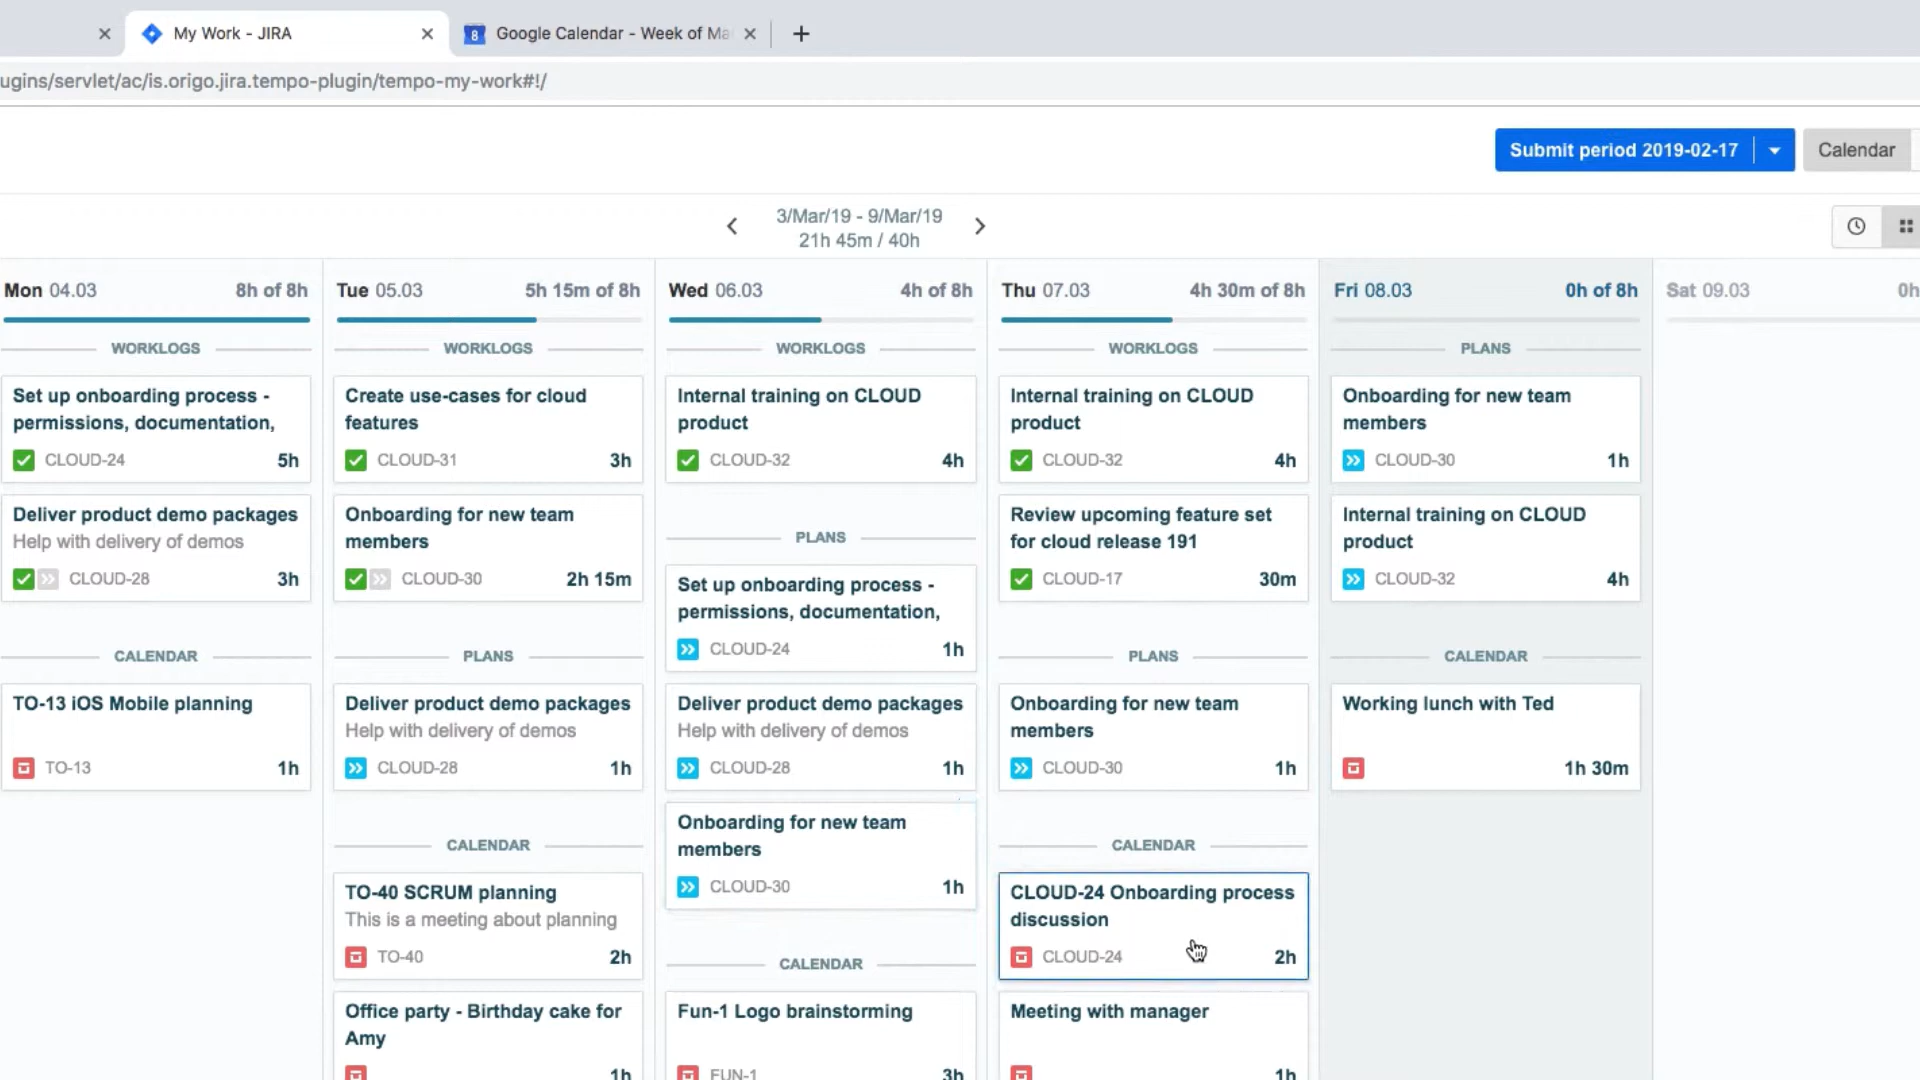 My Work - JIRA
8 Google Calendar - Week of Ma
ugins/servlet/ac/is.origo.jira.tempo-plugin/tempo-my-work#!/
Submit period 2019-02-17
Calendar
3/Mar/19 - 9/Mar/19
21h 45m / 40h
Mon 04.03 8h of 8h
WORKLOGS
Set up onboarding process -
permissions, documentation,
CLOUD-24 5h
Deliver product demo packages
Help with delivery of demos
CLOUD-28 3h
CALENDAR
TO-13 iOS Mobile planning
TO-13 1h
Tue 05.03 5h 15m of 8h
WORKLOGS
Create use-cases for cloud
features
CLOUD-31 3h
Onboarding for new team
members
CLOUD-30 2h 15m
PLANS
Deliver product demo packages
Help with delivery of demos
CLOUD-28 1h
CALENDAR
TO-40 SCRUM planning
This is a meeting about planning
TO-40 2h
Office party - Birthday cake for
Amy
1h
Wed 06.03 4h of 8h
WORKLOGS
Internal training on CLOUD
product
CLOUD-32 4h
PLANS
Set up onboarding process -
permissions, documentation,
CLOUD-24 1h
Deliver product demo packages
Help with delivery of demos
CLOUD-28 1h
Onboarding for new team
members
CLOUD-30 1h
CALENDAR
Fun-1 Logo brainstorming
FUN-1 3h
Thu 07.03 4h 30m of 8h
WORKLOGS
Internal training on CLOUD
product
CLOUD-32 4h
Review upcoming feature set
for cloud release 191
CLOUD-17 30m
PLANS
Onboarding for new team
members
CLOUD-30 1h
CALENDAR
CLOUD-24 Onboarding process
discussion
CLOUD-24 2h
Meeting with manager
1h
Fri 08.03 0h of 8h
PLANS
Onboarding for new team
members
CLOUD-30 1h
Internal training on CLOUD
product
CLOUD-32 4h
CALENDAR
Working lunch with Ted
1h 30m
Sat 09.03 0h